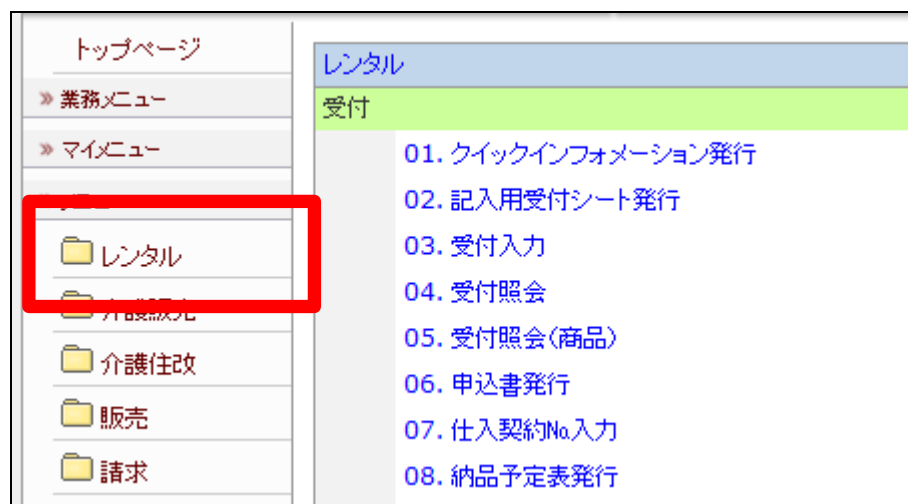 トップページ
» 業務メニュー
» マイメニュー
レンタル
介護住改
販売
請求
レンタル
受付
01. クイックインフォメーション発行
02. 記入用受付シート発行
03. 受付入力
04. 受付照会
05. 受付照会(商品)
06. 申込書発行
07. 仕入契約№入力
08. 納品予定表発行